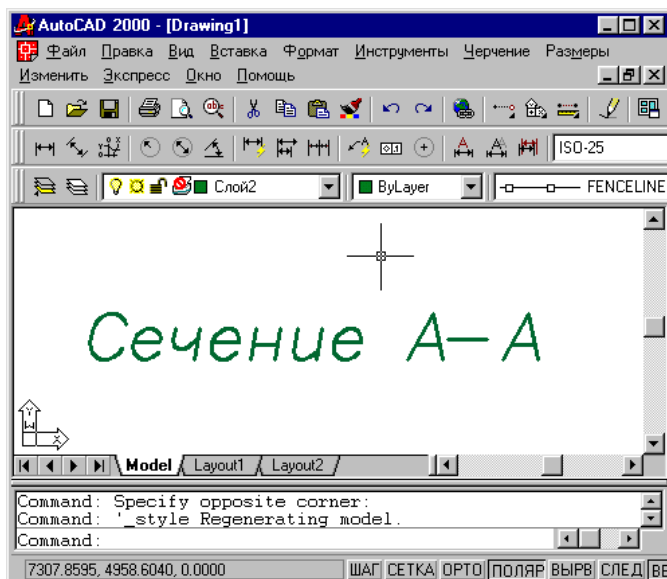 AutoCAD 2000 - [Drawing1]
Файл Правка Вид Вставка Формат Инструменты Черчение Размеры
Изменить Экспресс Окно Помощь
ISO-25
Слой2 ByLayer FENCELINE
Сечение А-А
Y
W
X
Model Layout1 Layout2
Command: Specify opposite corner:
Command: '_style Regenerating model.
Command:
7307.8595, 4958.6040, 0.0000 ШАГ СЕТКА ОРТО ПОЛЯР ВЫРВ СЛЕД